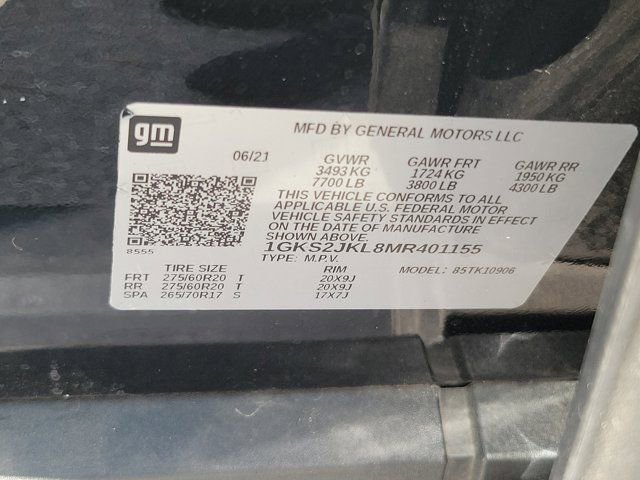 gm
MFD BY GENERAL MOTORS LLC
06/21 GVWR GAWR FRT GAWR RR
3493 KG 1724 KG 1950 KG
7700 LB 3800 LB 4300 LB
THIS VEHICLE CONFORMS TO ALL
APPLICABLE U.S. FEDERAL MOTOR
VEHICLE SAFETY STANDARDS IN EFFECT
ON THE DATE OF MANUFACTURE
SHOWN ABOVE.
8555
1GKS2JKL8MR401155
TYPE: M.P.V. MODEL: 85TK10906
TIRE SIZE RIM
FRT 275/60R20 T 20X9J
RR 275/60R20 T 20X9J
SPA 265/70R17 S 17X7J